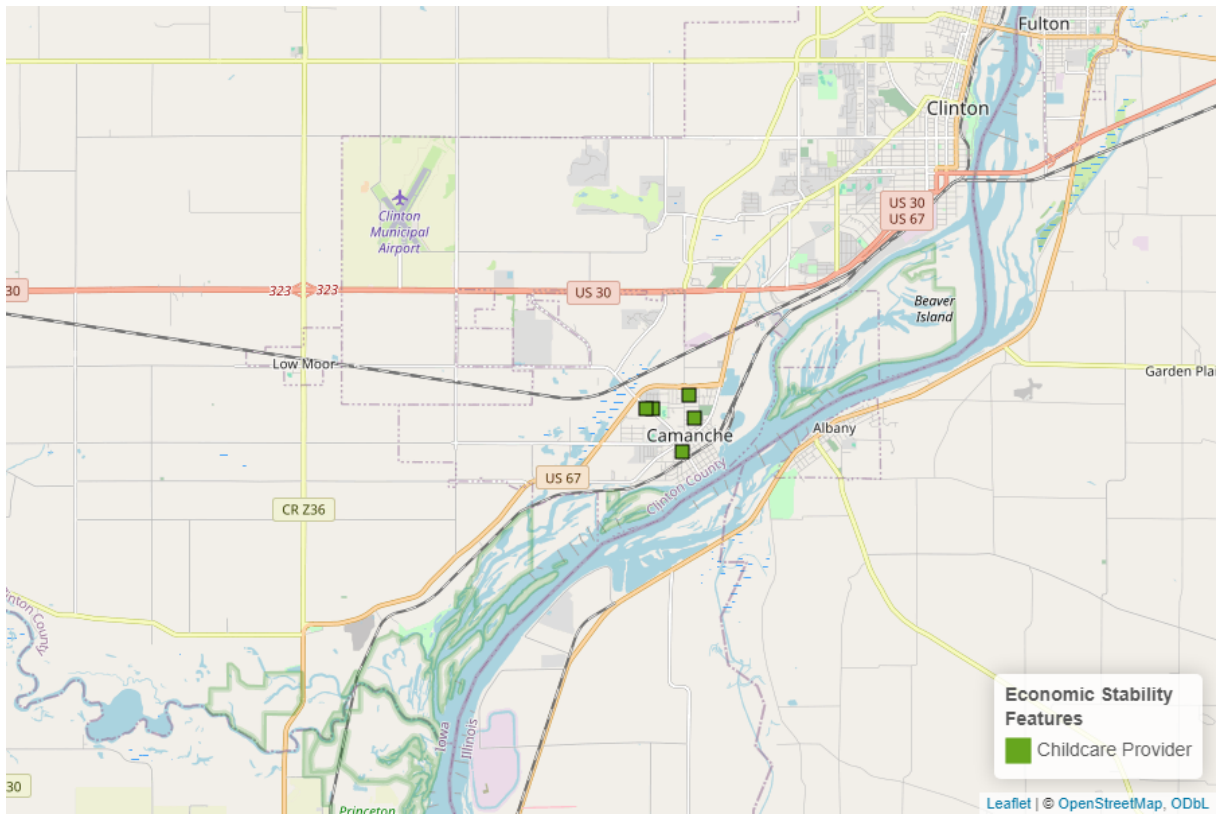 Fulton
Clinton
Clinton
Municipal
Airport
US 30
US 67
30
323
323
US 30
Beaver
Island
Low Moor
Garden Plai
Camanche
Albany
US 67
Clinton County
CR Z36
inton County
Iowa
Illinois
Economic Stability
Features
Childcare Provider
30
Princeton
Leaflet | © OpenStreetMap, ODbL